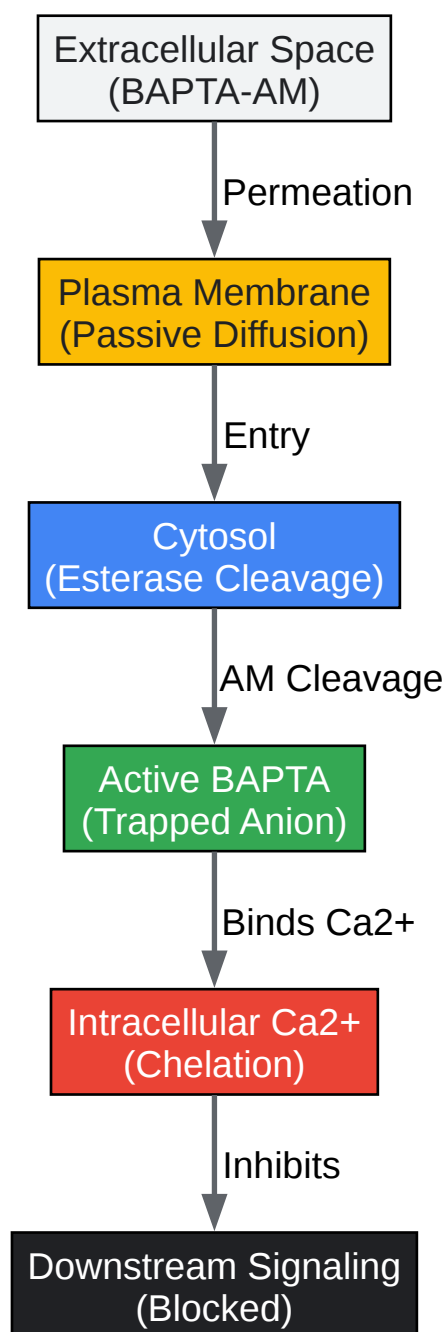 Extracellular Space
(BAPTA-AM)
Permeation
Plasma Membrane
(Passive Diffusion)
Entry
Cytosol
(Esterase Cleavage)
AM Cleavage
Active BAPTA
(Trapped Anion)
Binds Ca2+
Intracellular Ca2+
(Chelation)
Inhibits
Downstream Signaling
(Blocked)